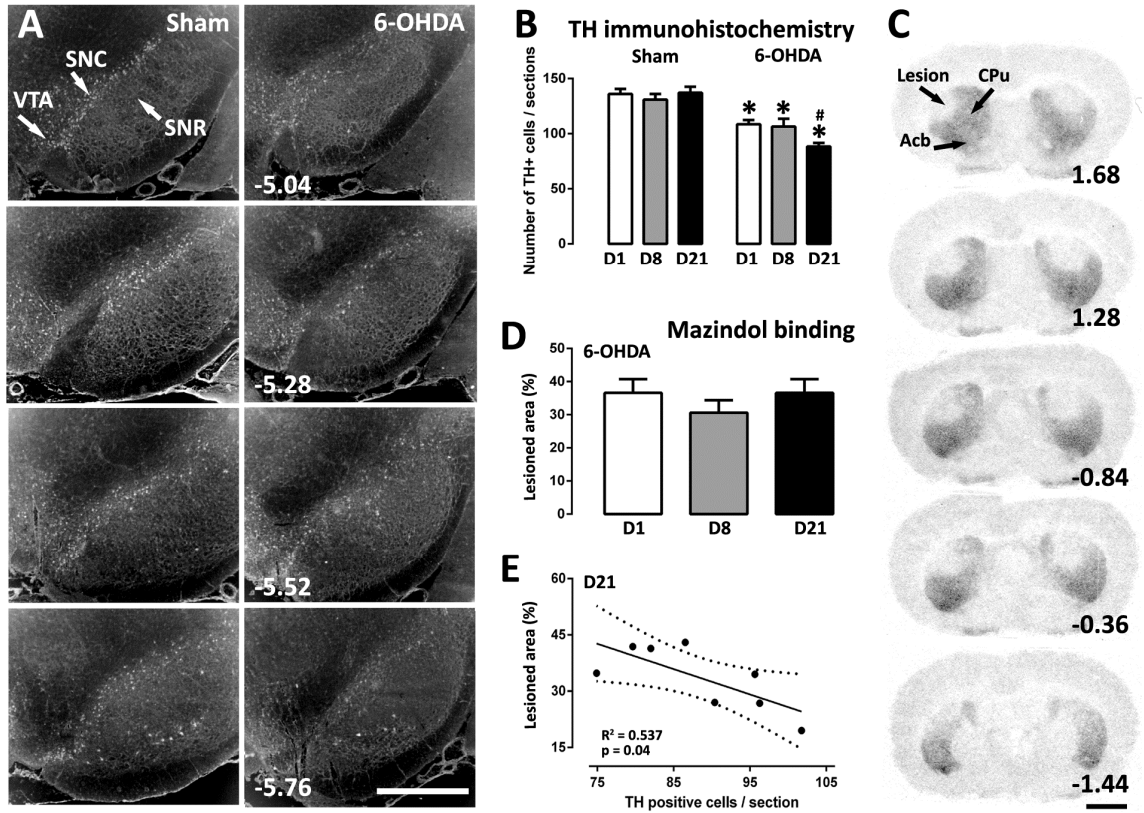 A
Sham
6-OHDA
SNC
VTA
SNR
-5.04
-5.28
-5.52
-5.76
B
TH immunohistochemistry
Sham
6-OHDA
Nuumber of TH+ cells / sections
150
100
50
0
*
*
#
*
D1
D8
D21
D1
D8
D21
C
Lesion
CPu
Acb
1.68
1.28
-0.84
-0.36
-1.44
D
Mazindol binding
6-OHDA
Lesioned area (%)
50
40
30
20
10
0
D1
D8
D21
E
D21
Lesioned area (%)
60
45
30
15
R² = 0.537
p = 0.04
75
85
95
105
TH positive cells / section